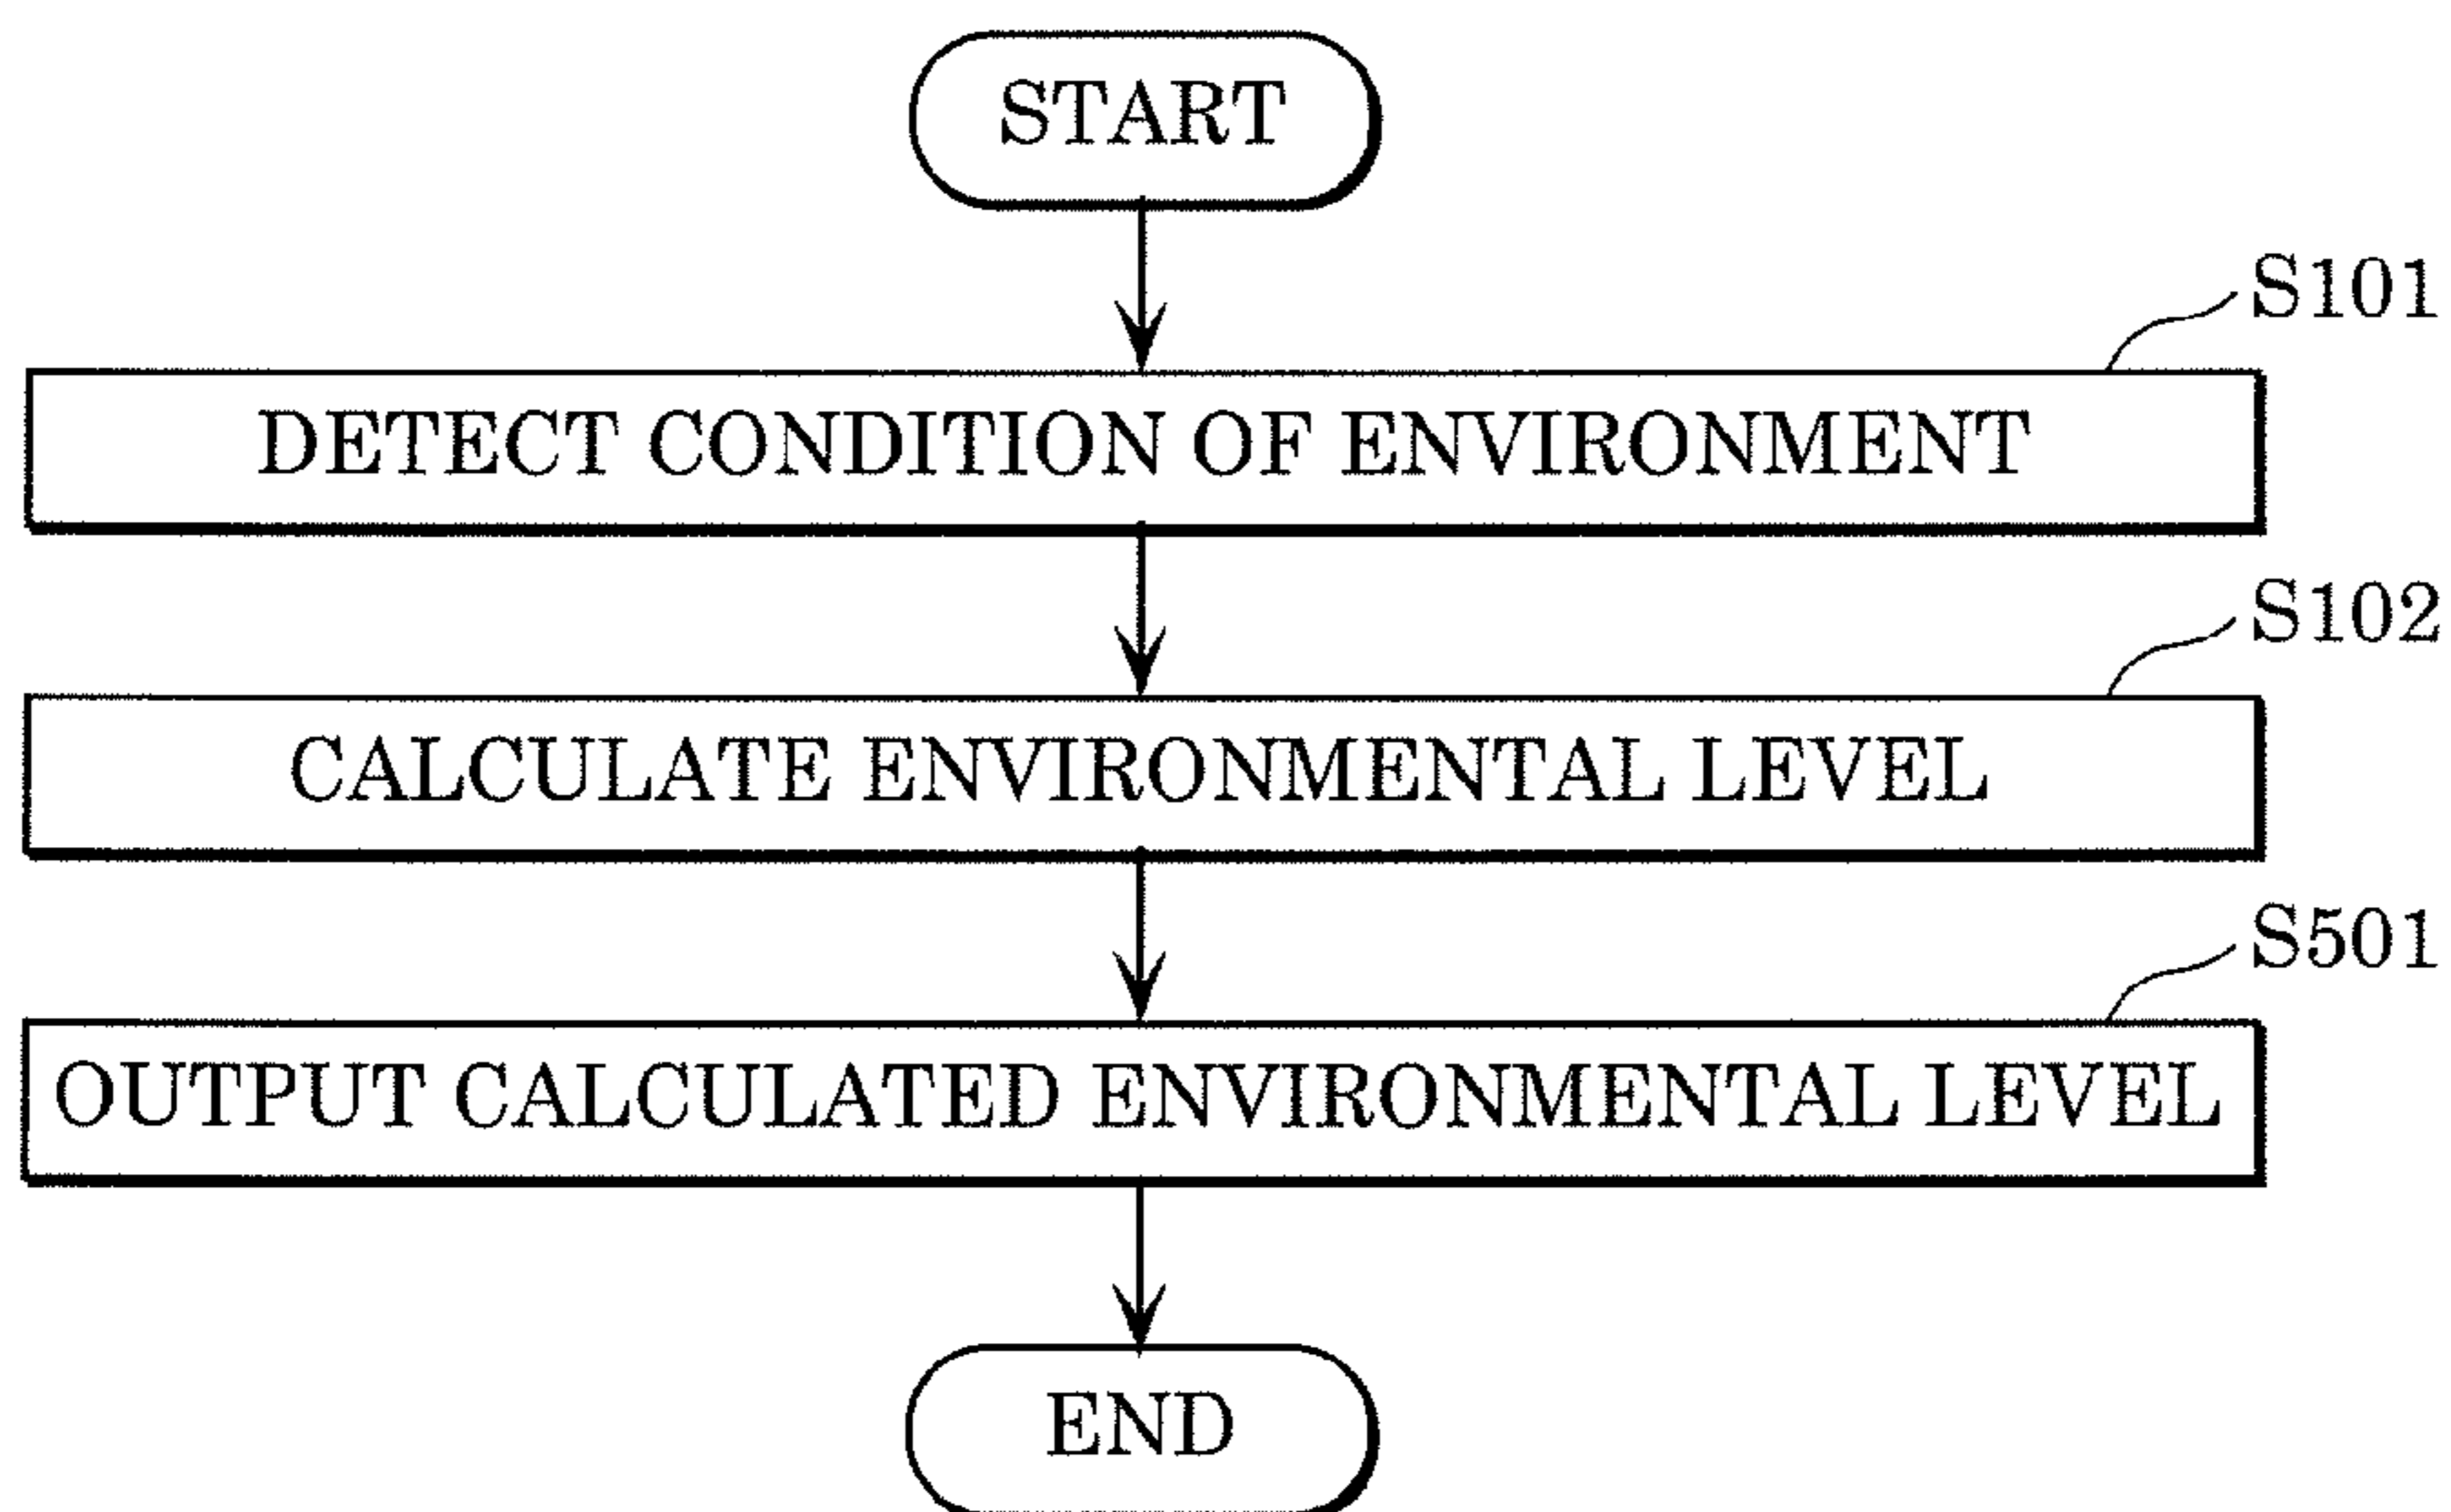 START
S101
DETECT CONDITION OF ENVIRONMENT
S102
CALCULATE ENVIRONMENTAL LEVEL
S501
OUTPUT CALCULATED ENVIRONMENTAL LEVEL
END